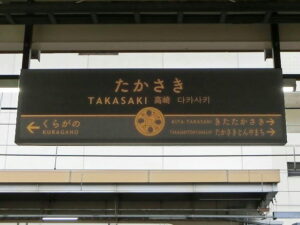 たかさき
TAKASAKI 高崎 다카사키
くらがの
KURAGANO
KITA TAKASAKI きたたかさき
たかさきとんやまち